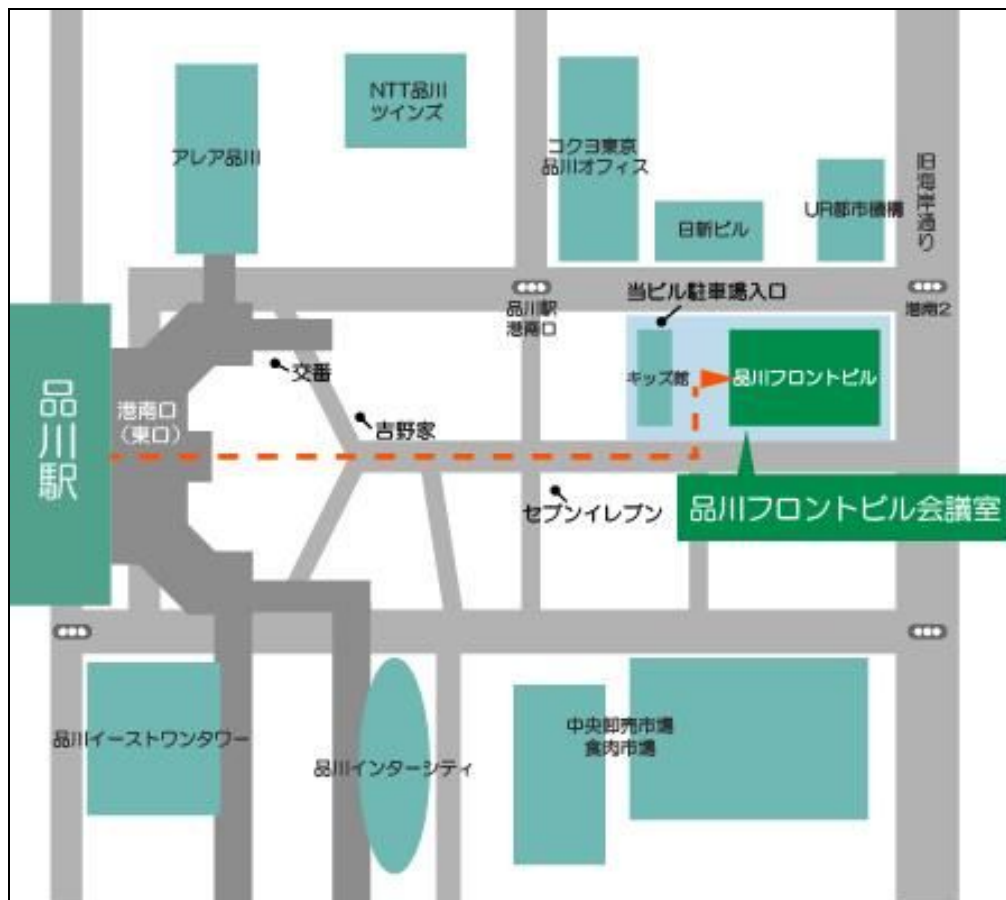 NTT品川
ツインズ
アレア品川
コクヨ東京
品川オフィス
日新ビル
UR都市機構
旧海岸通り
品川駅
港南口
当ビル駐車場入口
港南2
交番
キッズ館
品川フロントビル
品川駅
港南口
（東口）
吉野家
セブンイレブン
品川フロントビル会議室
品川イーストワンタワー
品川インターシティ
中央卸売市場
食肉市場